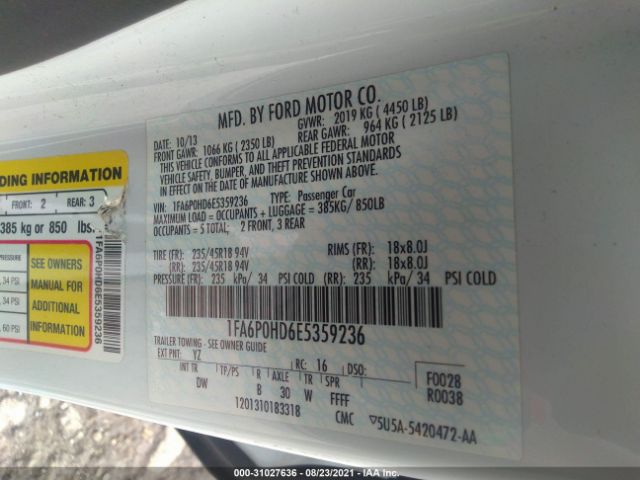 MFD. BY FORD MOTOR CO.
DATE: 10/13 GVWR: 2019 KG ( 4450 LB)
FRONT GAWR: 1066 KG ( 2350 LB) REAR GAWR: 964 KG ( 2125 LB)
THIS VEHICLE CONFORMS TO ALL APPLICABLE FEDERAL MOTOR
VEHICLE SAFETY, BUMPER, AND THEFT PREVENTION STANDARDS
IN EFFECT ON THE DATE OF MANUFACTURE SHOWN ABOVE.
VIN: 1FA6P0HD6E5359236 TYPE: Passenger Car
MAXIMUM LOAD = OCCUPANTS + LUGGAGE = 385KG/ 850LB
OCCUPANTS = 5 TOTAL; 2 FRONT, 3 REAR
TIRE (FR): 235/45R18 94V RIMS (FR): 18x8.0J
(RR): 235/45R18 94V (RR): 18x8.0J
PRESSURE (FR): 235 kPa/ 34 PSI COLD (RR): 235 kPa/ 34 PSI COLD
1FA6P0HD6E5359236
TRAILER TOWING - SEE OWNER GUIDE
EXT PNT: YZ RC: 16 DSO:
INT TR TP/PS R AXLE TR SPR
DW B 30 W FFFF
F0028
R0038
1201310183318
CMC 5U5A-5420472-AA
DING INFORMATION
FRONT: 2 REAR: 3
385 kg or 850 lbs.
, 34 PSI
, 34 PSI
, 60 PSI
SEE OWNERS
MANUAL FOR
ADDITIONAL
INFORMATION
1FA6P0HD6E5359236
000-31027636 - 08/23/2021 - IAA Inc.